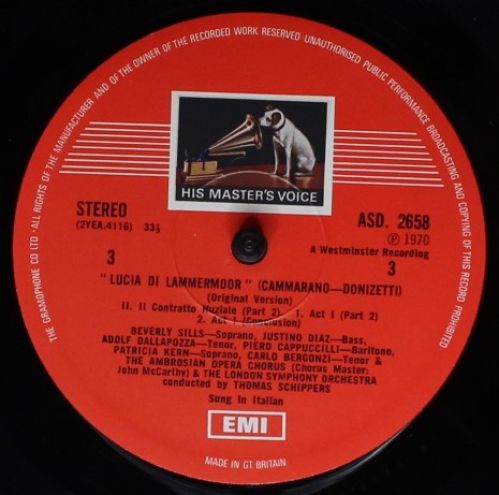 THE GRAMOPHONE CO LTD · ALL RIGHTS OF THE MANUFACTURER AND OF THE OWNER OF THE RECORDED WORK RESERVED UNAUTHORISED PUBLIC PERFORMANCE BROADCASTING AND COPYING OF THIS RECORD PROHIBITED
HIS MASTER'S VOICE
STEREO
(2YEA.4116) 33⅓
ASD. 2658
Ⓟ 1970
A Westminster Recording
3
3
" LUCIA DI LAMMERMOOR " (CAMMARANO—DONIZETTI)
(Original Version)
II. Il Contratto Nuziale (Part 2) 1. Act I (Part 2)
2. Act I (Conclusion)
BEVERLY SILLS—Soprano, JUSTINO DIAZ—Bass,
ADOLF DALLAPOZZA—Tenor, PIERO CAPPUCCILLI—Baritone,
PATRICIA KERN—Soprano, CARLO BERGONZI—Tenor &
THE AMBROSIAN OPERA CHORUS (Chorus Master:
John McCarthy) & THE LONDON SYMPHONY ORCHESTRA
conducted by THOMAS SCHIPPERS
Sung in Italian
EMI
MADE IN GT. BRITAIN